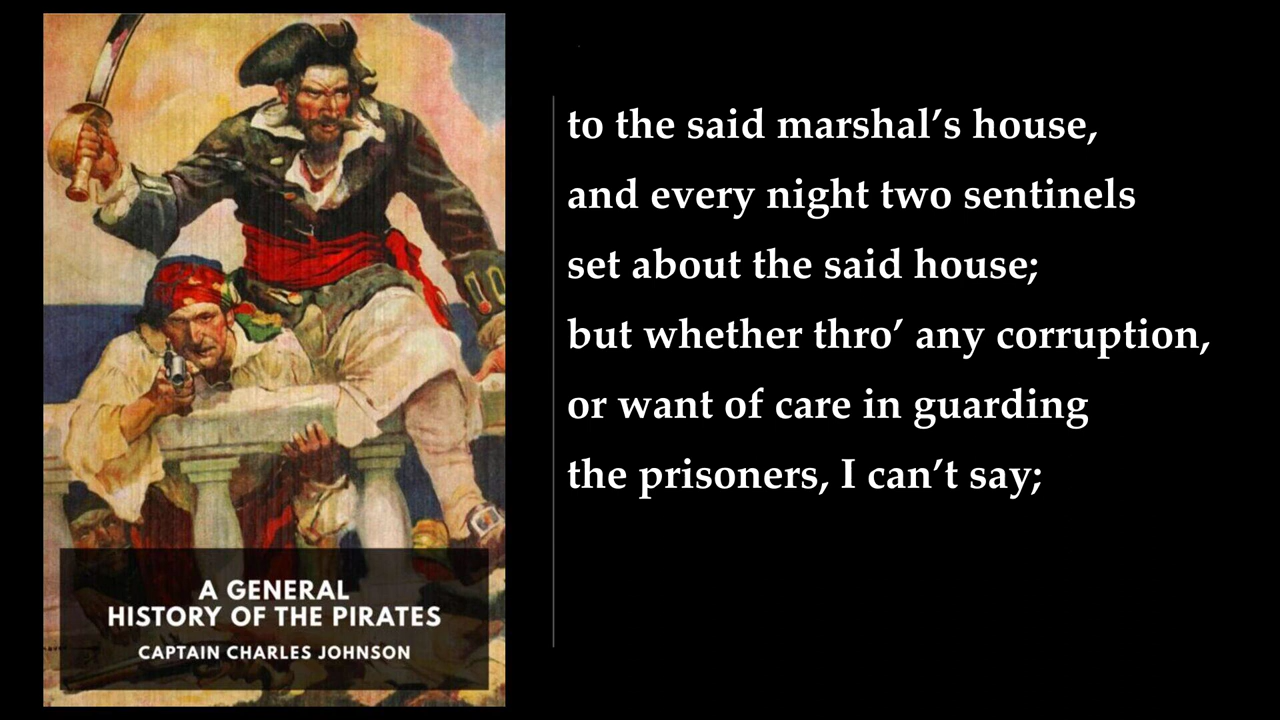 A GENERAL
HISTORY OF THE PIRATES
CAPTAIN CHARLES JOHNSON
to the said marshal’s house,
and every night two sentinels
set about the said house;
but whether thro’ any corruption,
or want of care in guarding
the prisoners, I can’t say;